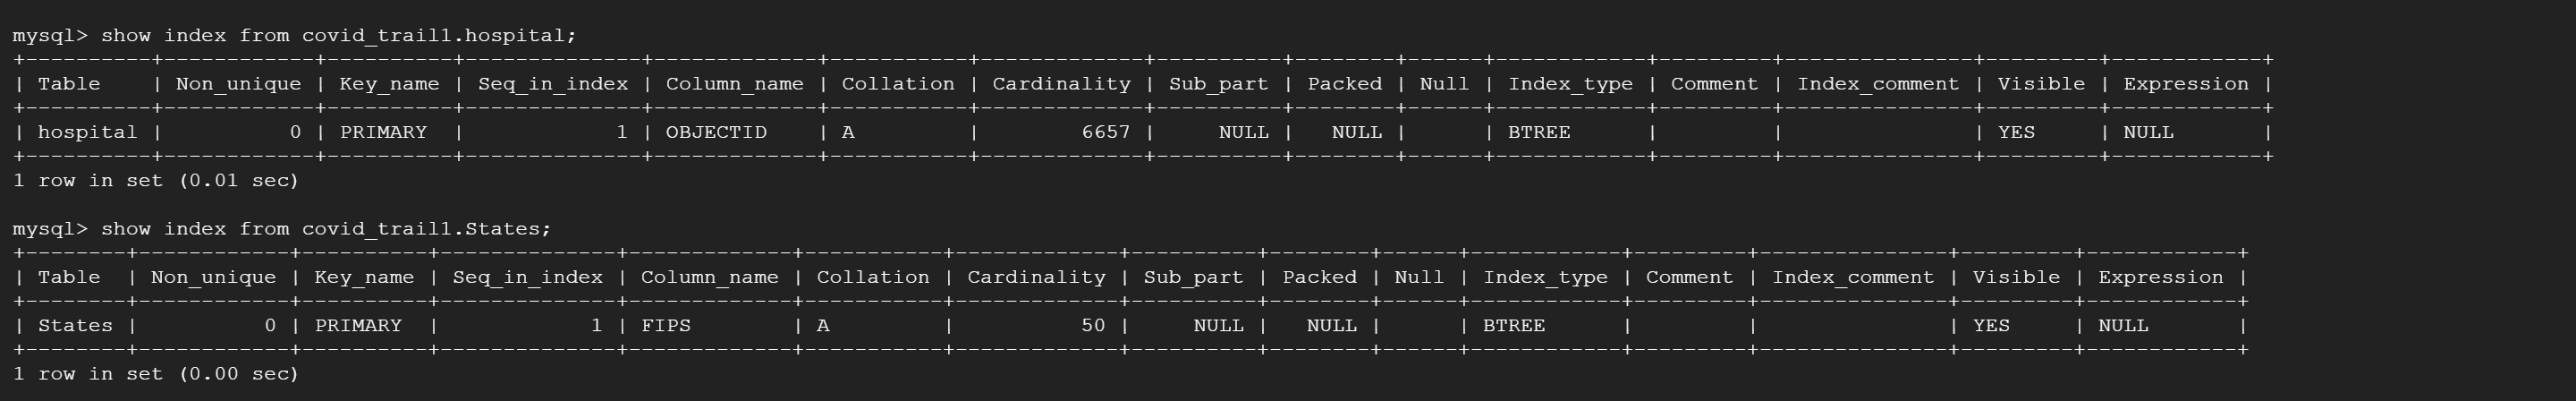 mysql> show index from covid_trail1.hospital;
+----------+------------+----------+--------------+-------------+-----------+-------------+----------+--------+------+------------+---------+---------------+---------+------------+
| Table    | Non_unique | Key_name | Seq_in_index | Column_name | Collation | Cardinality | Sub_part | Packed | Null | Index_type | Comment | Index_comment | Visible | Expression |
+----------+------------+----------+--------------+-------------+-----------+-------------+----------+--------+------+------------+---------+---------------+---------+------------+
| hospital |          0 | PRIMARY  |            1 | OBJECTID    | A         |        6657 |     NULL |   NULL |      | BTREE      |         |               | YES     | NULL       |
+----------+------------+----------+--------------+-------------+-----------+-------------+----------+--------+------+------------+---------+---------------+---------+------------+
1 row in set (0.01 sec)
mysql> show index from covid_trail1.States;
+--------+------------+----------+--------------+-------------+-----------+-------------+----------+--------+------+------------+---------+---------------+---------+------------+
| Table  | Non_unique | Key_name | Seq_in_index | Column_name | Collation | Cardinality | Sub_part | Packed | Null | Index_type | Comment | Index_comment | Visible | Expression |
+--------+------------+----------+--------------+-------------+-----------+-------------+----------+--------+------+------------+---------+---------------+---------+------------+
| States |          0 | PRIMARY  |            1 | FIPS        | A         |          50 |     NULL |   NULL |      | BTREE      |         |               | YES     | NULL       |
+--------+------------+----------+--------------+-------------+-----------+-------------+----------+--------+------+------------+---------+---------------+---------+------------+
1 row in set (0.00 sec)